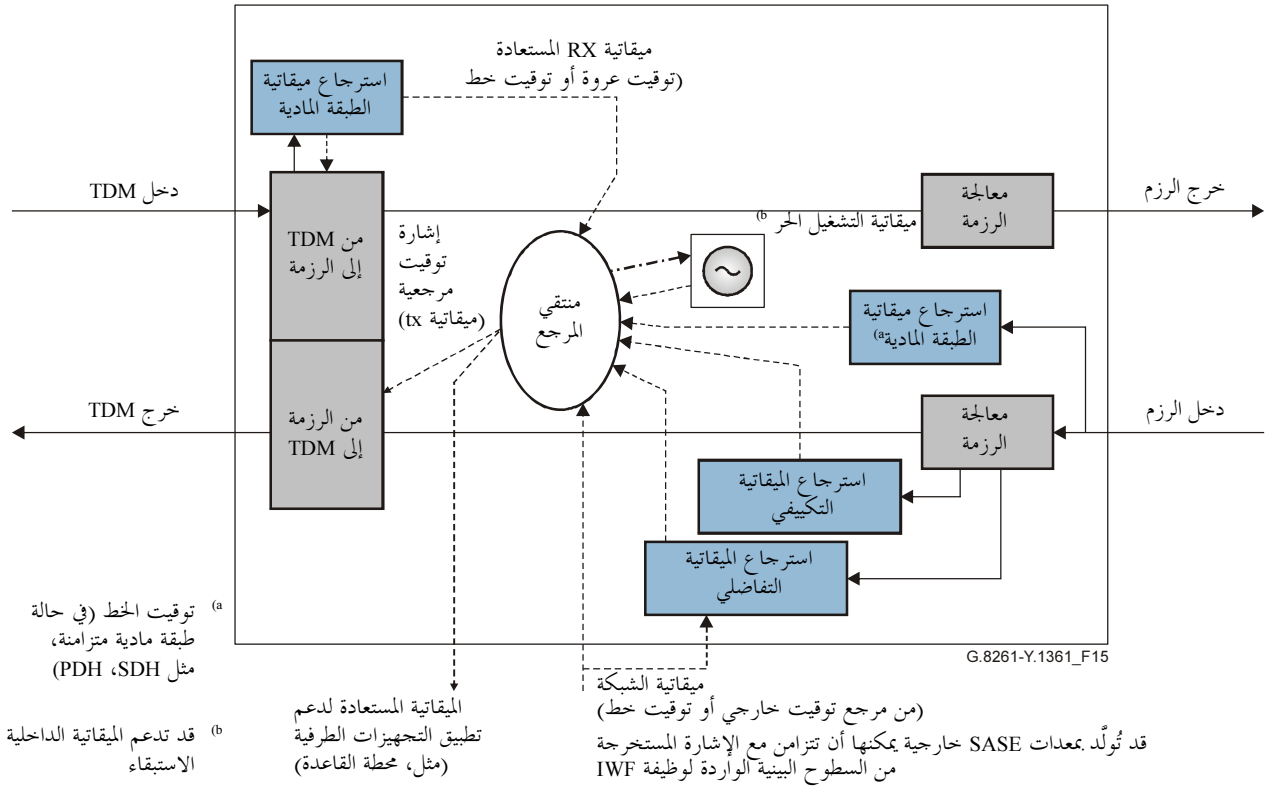 ميقاتية RX المستعادة
(توقيت عروة أو توقيت خط)
استرجاع ميقاتية
الطبقة المادية
دخل TDM
خرج الرزم
معالجة
الرزمة
ميقاتية التشغيل الحر (b
من TDM
إلى الرزمة
إشارة
توقيت
مرجعية
(ميقاتية tx)
منتقي
المرجع
استرجاع ميقاتية
الطبقة المادية (a
خرج TDM
من الرزمة
إلى TDM
معالجة
الرزمة
دخل الرزم
استرجاع الميقاتية
التكييفي
استرجاع الميقاتية
التفاضلي
G.8261-Y.1361_F15
(a توقيت الخط (في حالة
طبقة مادية متزامنة،
مثل PDH ،SDH)
(b قد تدعم الميقاتية الداخلية
الاستبقاء
الميقاتية المستعادة لدعم
تطبيق التجهيزات الطرفية
(مثل، محطة القاعدة)
ميقاتية الشبكة
(من مرجع توقيت خارجي أو توقيت خط)
قد تُولَّد بمعدات SASE خارجية يمكنها أن تتزامن مع الإشارة المستخرجة
من السطوح البينية الواردة لوظيفة IWF